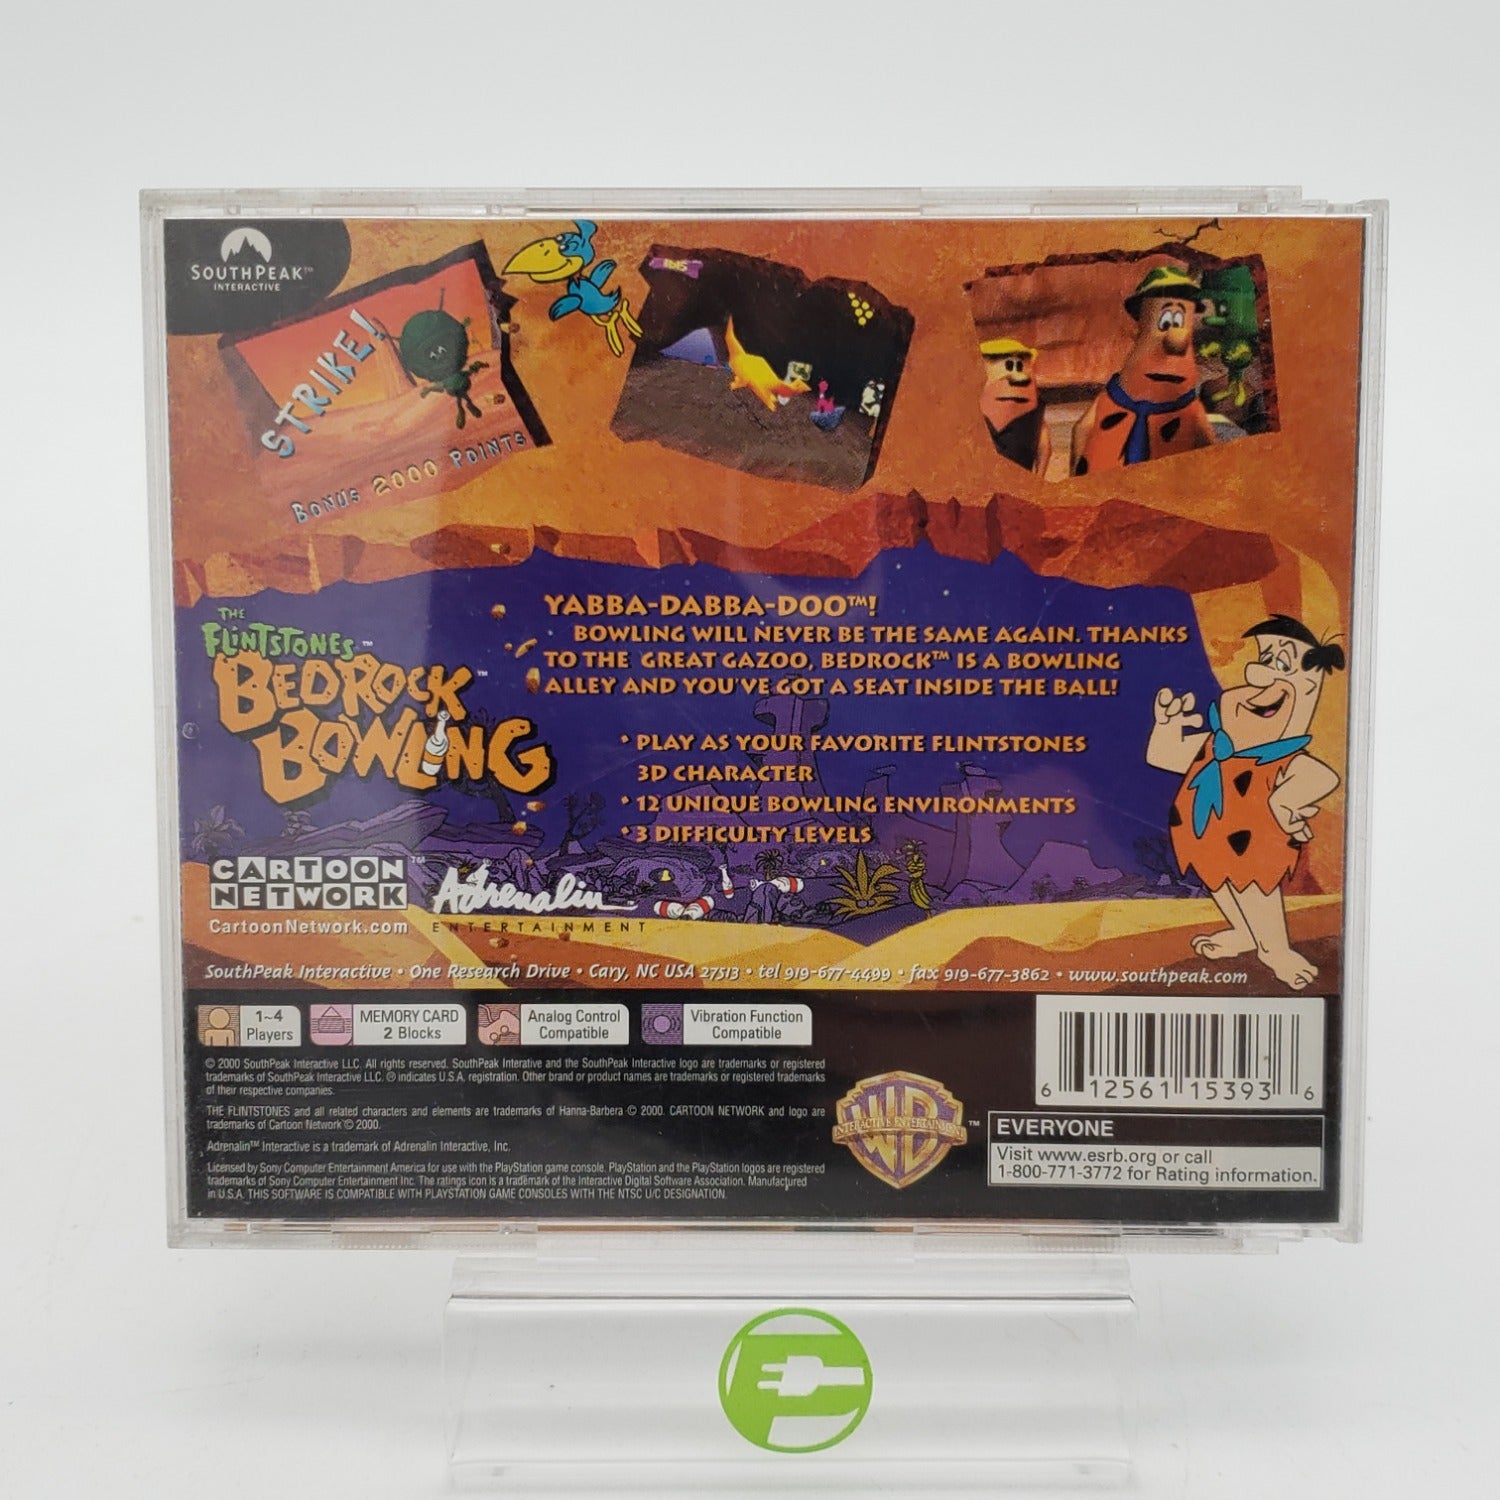 SOUTHPEAK™
INTERACTIVE
STRIKE!
BONUS 2000 POINTS
THE
FLINTSTONES™
BEDROCK™
BOWLING
YABBA-DABBA-DOO™!
BOWLING WILL NEVER BE THE SAME AGAIN. THANKS
TO THE GREAT GAZOO, BEDROCK™ IS A BOWLING
ALLEY AND YOU'VE GOT A SEAT INSIDE THE BALL!
• PLAY AS YOUR FAVORITE FLINTSTONES
3D CHARACTER
• 12 UNIQUE BOWLING ENVIRONMENTS
• 3 DIFFICULTY LEVELS
CARTOON™
NETWORK
CartoonNetwork.com
Adrenalin
ENTERTAINMENT
SouthPeak Interactive • One Research Drive • Cary, NC USA 27513 • tel 919-677-4499 • fax 919-677-3862 • www.southpeak.com
1~4
Players
MEMORY CARD
2 Blocks
Analog Control
Compatible
Vibration Function
Compatible
© 2000 SouthPeak Interactive LLC. All rights reserved. SouthPeak Interative and the SouthPeak Interactive logo are trademarks or registered
trademarks of SouthPeak Interactive LLC. ® indicates U.S.A. registration. Other brand or product names are trademarks or registered trademarks
of their respective companies.
THE FLINTSTONES and all related characters and elements are trademarks of Hanna-Barbera © 2000. CARTOON NETWORK and logo are
trademarks of Cartoon Network © 2000.
Adrenalin™ Interactive is a trademark of Adrenalin Interactive, Inc.
Licensed by Sony Computer Entertainment America for use with the PlayStation game console. PlayStation and the PlayStation logos are registered
trademarks of Sony Computer Entertainment Inc. The ratings icon is a trademark of the Interactive Digital Software Association. Manufactured
in U.S.A. THIS SOFTWARE IS COMPATIBLE WITH PLAYSTATION GAME CONSOLES WITH THE NTSC U/C DESIGNATION.
WB™
INTERACTIVE ENTERTAINMENT
6 12561 15393 6
EVERYONE
Visit www.esrb.org or call
1-800-771-3772 for Rating information.